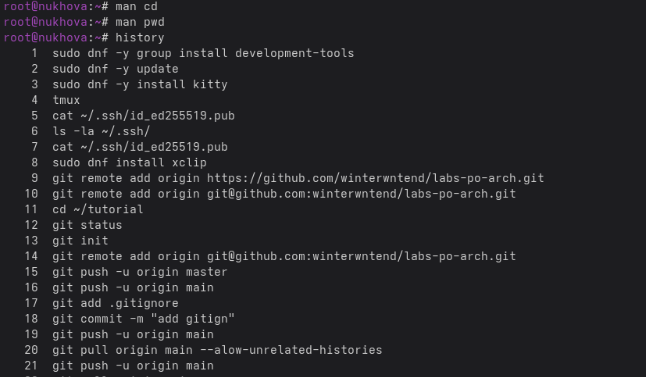 root@nukhova:~# man cd
root@nukhova:~# man pwd
root@nukhova:~# history
1 sudo dnf -y group install development-tools
2 sudo dnf -y update
3 sudo dnf -y install kitty
4 tmux
5 cat ~/.ssh/id_ed255519.pub
6 ls -la ~/.ssh/
7 cat ~/.ssh/id_ed25519.pub
8 sudo dnf install xclip
9 git remote add origin https://github.com/winterwntend/labs-po-arch.git
10 git remote add origin git@github.com:winterwntend/labs-po-arch.git
11 cd ~/tutorial
12 git status
13 git init
14 git remote add origin git@github.com:winterwntend/labs-po-arch.git
15 git push -u origin master
16 git push -u origin main
17 git add .gitignore
18 git commit -m "add gitign"
19 git push -u origin main
20 git pull origin main --alow-unrelated-histories
21 git push -u origin main